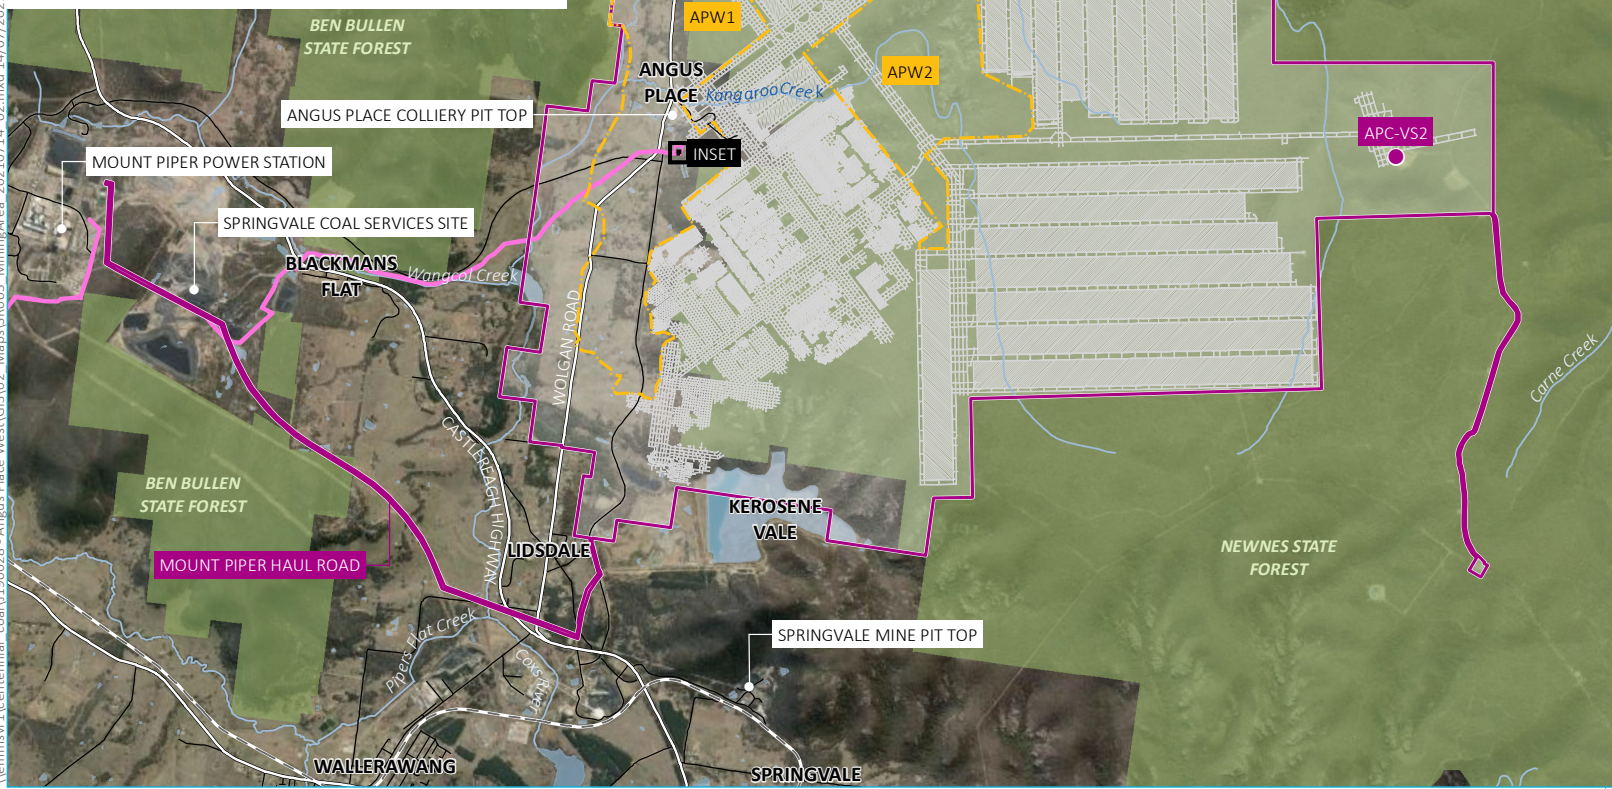 BEN BULLEN
STATE FOREST
APW1
ANGUS
PLACE
APW2
Kangaroo Creek
ANGUS PLACE COLLIERY PIT TOP
APC-VS2
MOUNT PIPER POWER STATION
INSET
SPRINGVALE COAL SERVICES SITE
BLACKMANS
FLAT
Wangcol Creek
WOLGAN ROAD
Carne Creek
CASTLEREAGH HIGHWAY
BEN BULLEN
STATE FOREST
KEROSENE
VALE
LIDSDALE
MOUNT PIPER HAUL ROAD
NEWNES STATE
FOREST
Pipers Flat Creek
SPRINGVALE MINE PIT TOP
Coxs River
WALLERAWANG
SPRINGVALE